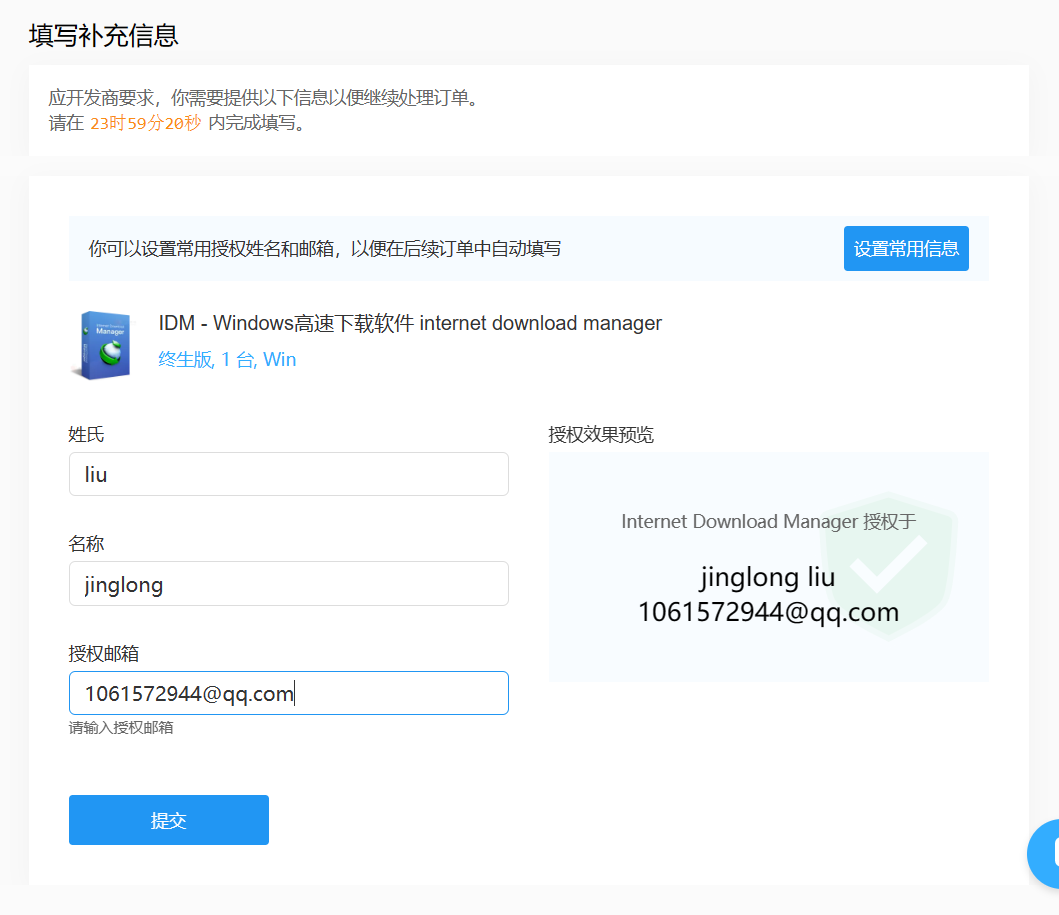 填写补充信息
应开发商要求，你需要提供以下信息以便继续处理订单。
请在 23时59分20秒 内完成填写。
你可以设置常用授权姓名和邮箱，以便在后续订单中自动填写
设置常用信息
Manager
IDM - Windows高速下载软件 internet download manager
终生版, 1 台, Win
姓氏
liu
名称
jinglong
授权邮箱
1061572944@qq.com
请输入授权邮箱
授权效果预览
Internet Download Manager 授权于
jinglong liu
1061572944@qq.com
提交